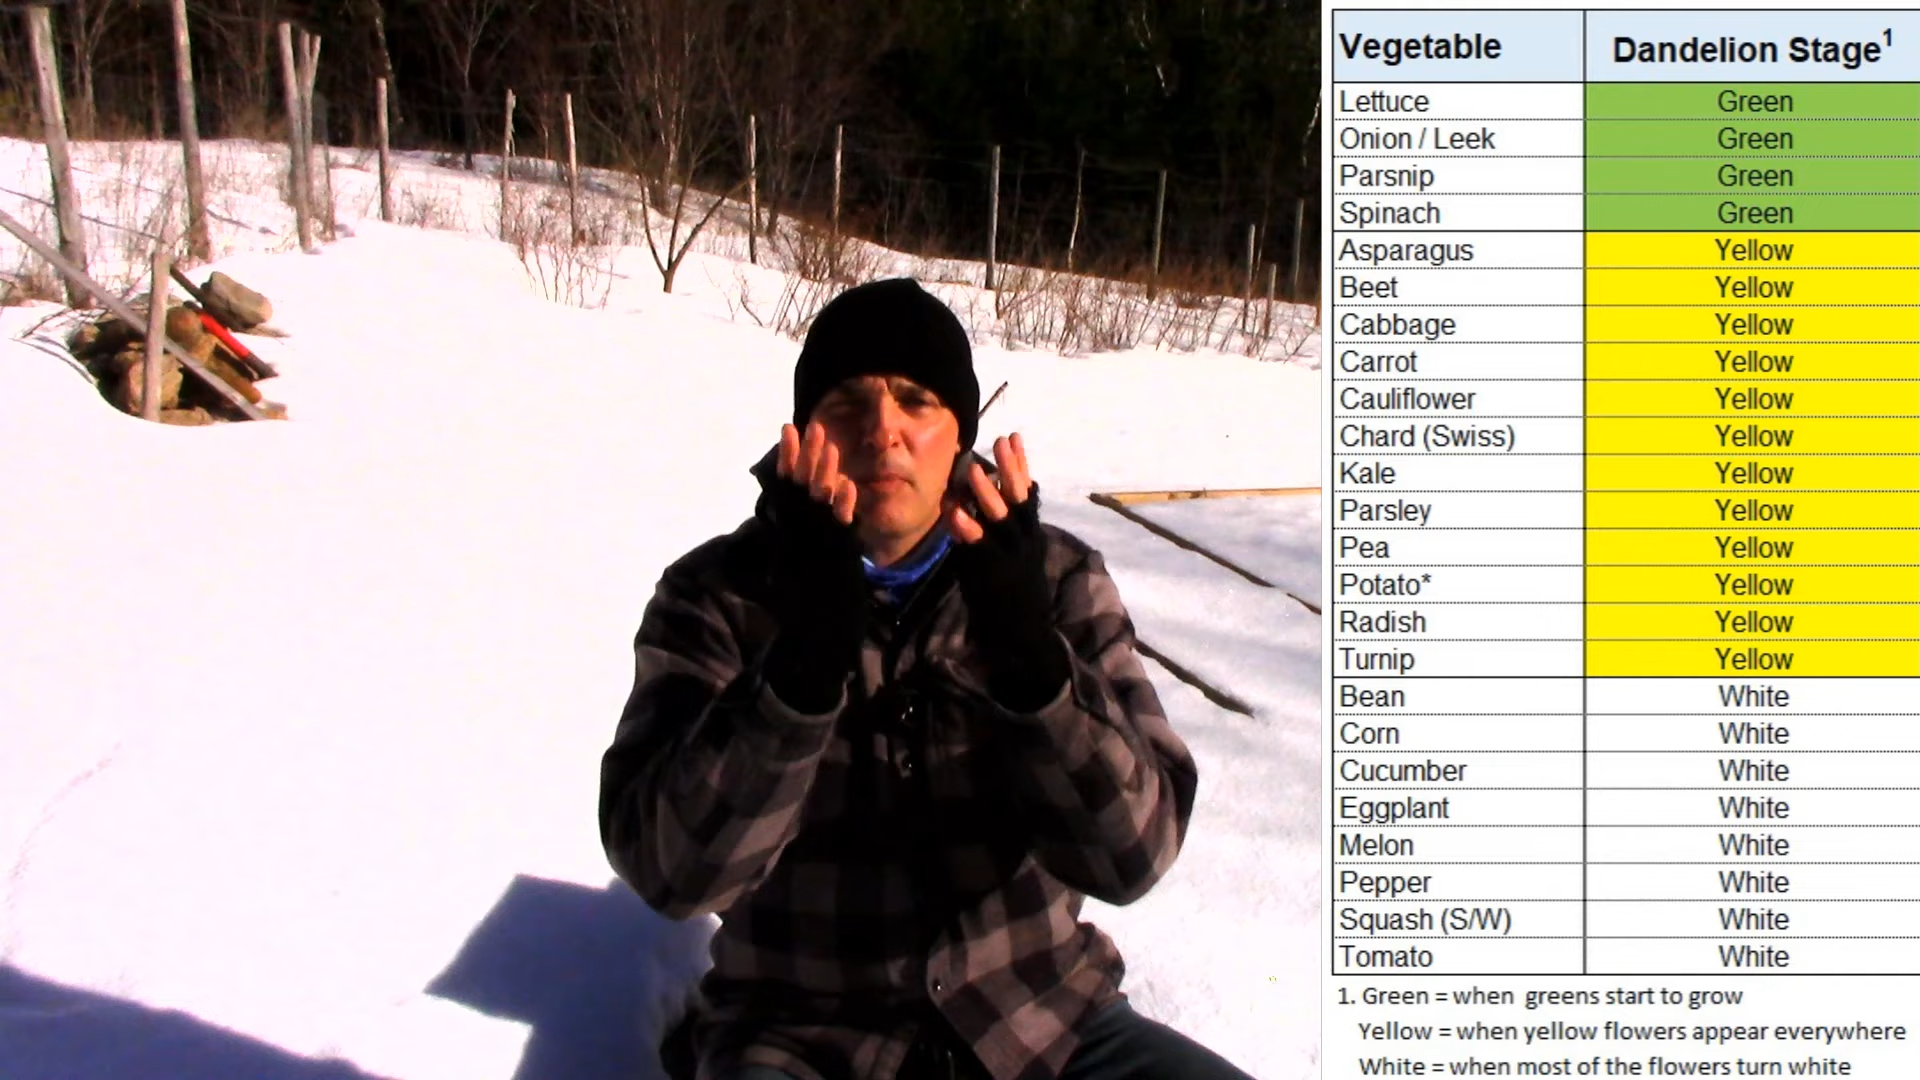 Vegetable Dandelion Stage¹
Lettuce Green
Onion / Leek Green
Parsnip Green
Spinach Green
Asparagus Yellow
Beet Yellow
Cabbage Yellow
Carrot Yellow
Cauliflower Yellow
Chard (Swiss) Yellow
Kale Yellow
Parsley Yellow
Pea Yellow
Potato* Yellow
Radish Yellow
Turnip Yellow
Bean White
Corn White
Cucumber White
Eggplant White
Melon White
Pepper White
Squash (S/W) White
Tomato White
1. Green = when greens start to grow
Yellow = when yellow flowers appear everywhere
White = when most of the flowers turn white